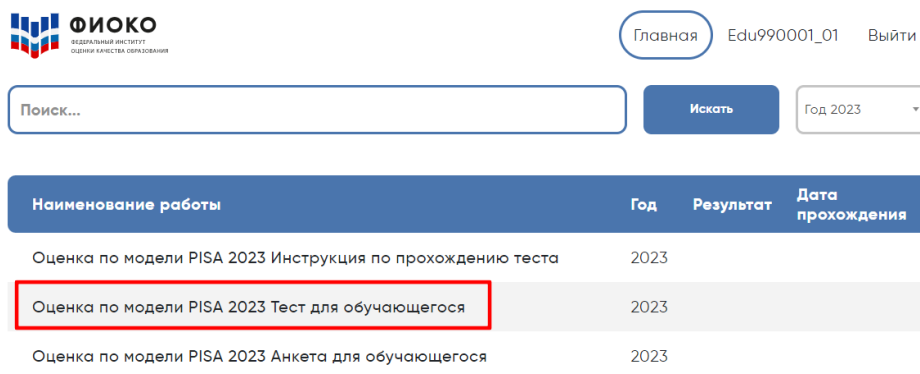 ФИОКО
ФЕДЕРАЛЬНЫЙ ИНСТИТУТ
ОЦЕНКИ КАЧЕСТВА ОБРАЗОВАНИЯ
Главная Edu990001_01 Выйти
Поиск... Искать Год 2023
Наименование работы Год Результат Дата прохождения
Оценка по модели PISA 2023 Инструкция по прохождению теста 2023
Оценка по модели PISA 2023 Тест для обучающегося 2023
Оценка по модели PISA 2023 Анкета для обучающегося 2023